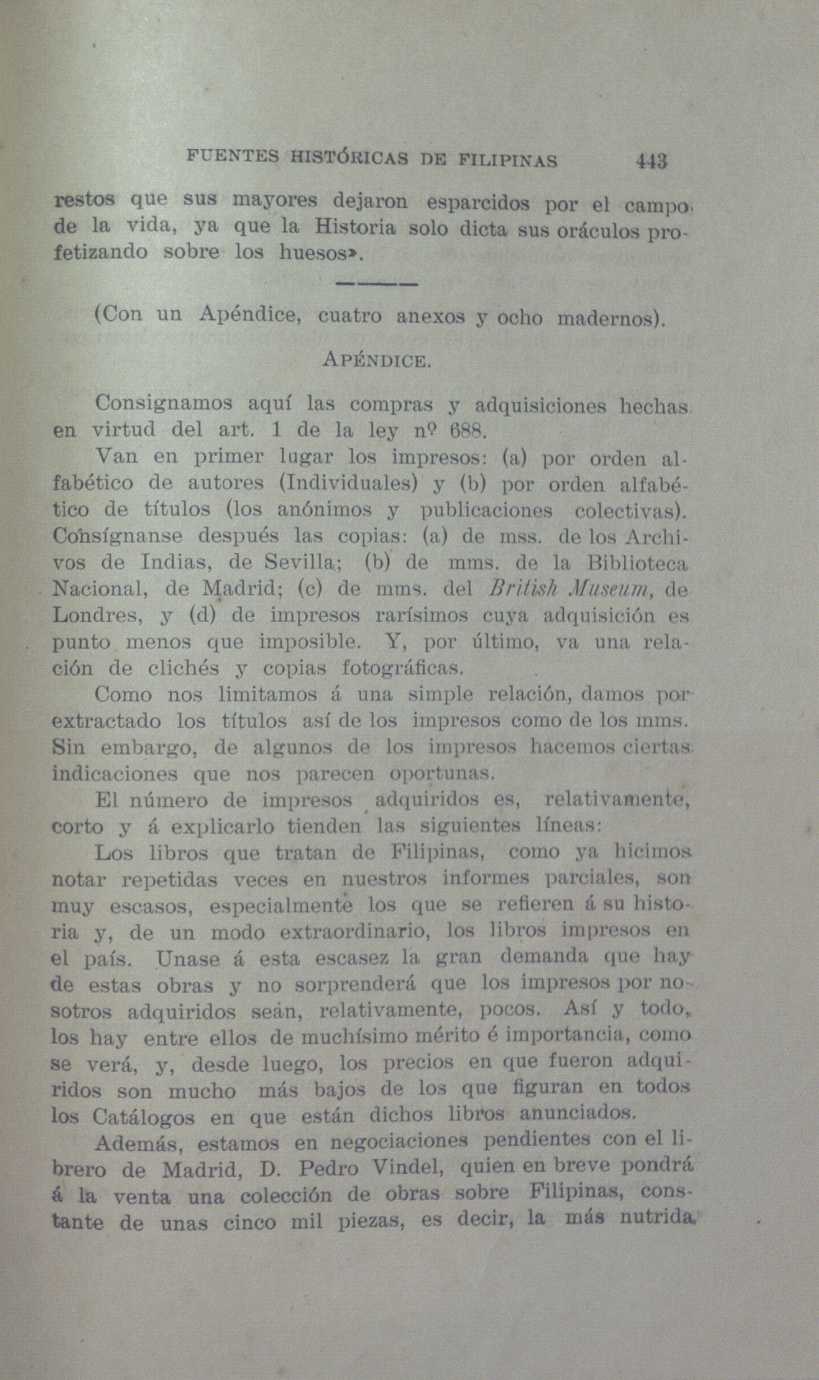 FUENTES HISTÓRICAS DE FILIPINAS 443
restos que sus mayores dejaron esparcidos por el campo
de la vida, ya que la Historia solo dicta sus oráculos pro-
fetizando sobre los huesos».
(Con un Apéndice, cuatro anexos y ocho madernos).
APÉNDICE.
Consignamos aquí las compras y adquisiciones hechas
en virtud del art. 1 de la ley nº 688.
Van en primer lugar los impresos: (a) por orden al-
fabético de autores (Individuales) y (b) por orden alfabé-
tico de títulos (los anónimos y publicaciones colectivas).
Consígnanse después las copias: (a) de mss. de los Archi-
vos de Indias, de Sevilla; (b) de mms. de la Biblioteca
Nacional, de Madrid; (c) de mms. del British Museum, de
Londres, y (d) de impresos rarísimos cuya adquisición es
punto menos que imposible. Y, por último, va una rela-
ción de clichés y copias fotográficas.
Como nos limitamos á una simple relación, damos por
extractado los títulos así de los impresos como de los mms.
Sin embargo, de algunos de los impresos hacemos ciertas
indicaciones que nos parecen oportunas.
El número de impresos adquiridos es, relativamente,
corto y á explicarlo tienden las siguientes líneas:
Los libros que tratan de Filipinas, como ya hicimos
notar repetidas veces en nuestros informes parciales, son
muy escasos, especialmente los que se refieren á su histo-
ria y, de un modo extraordinario, los libros impresos en
el país. Unase á esta escasez la gran demanda que hay
de estas obras y no sorprenderá que los impresos por no-
sotros adquiridos seán, relativamente, pocos. Así y todo,
los hay entre ellos de muchísimo mérito é importancia, como
se verá, y, desde luego, los precios en que fueron adqui-
ridos son mucho más bajos de los que figuran en todos
los Catálogos en que están dichos libros anunciados.
Además, estamos en negociaciones pendientes con el li-
brero de Madrid, D. Pedro Vindel, quien en breve pondrá
á la venta una colección de obras sobre Filipinas, cons-
tante de unas cinco mil piezas, es decir, la más nutrida